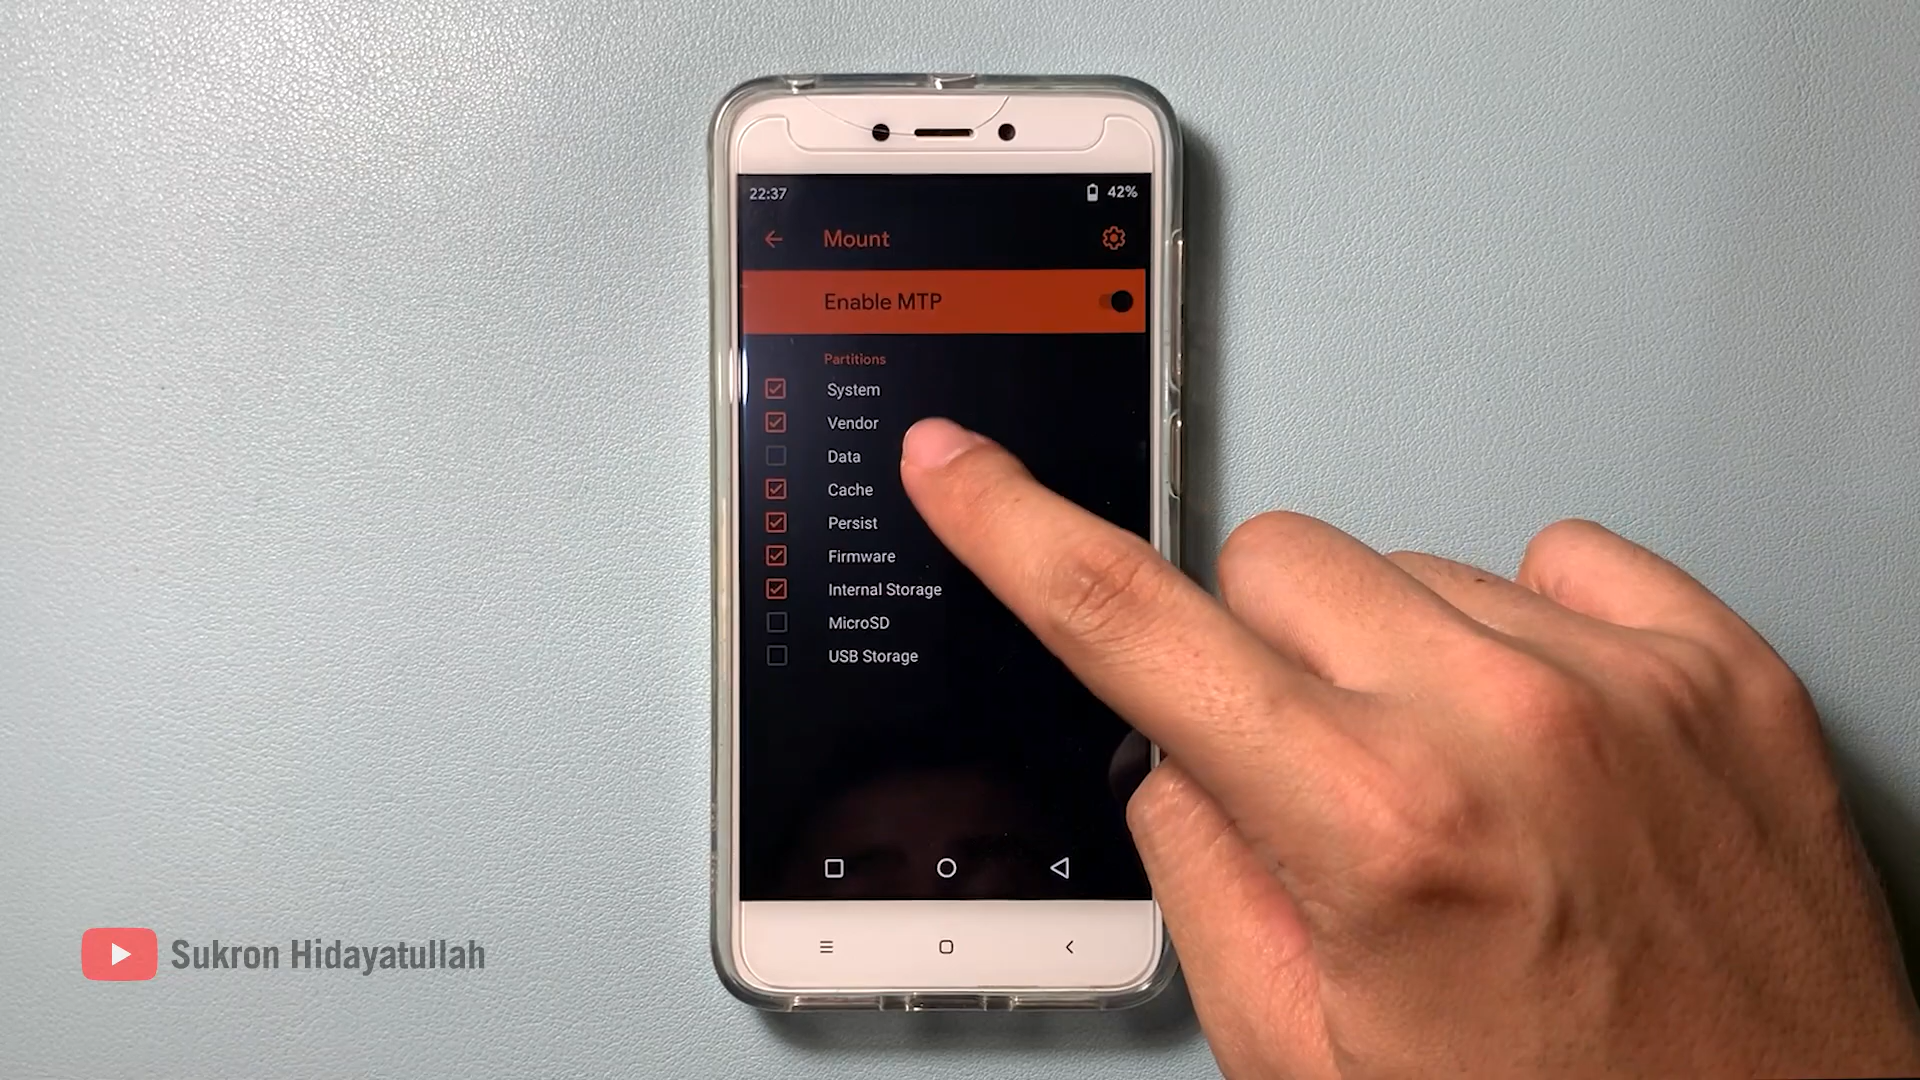 22:37
42%
Mount
Enable MTP
Partitions
System
Vendor
Data
Cache
Persist
Firmware
Internal Storage
MicroSD
USB Storage
Sukron Hidayatullah